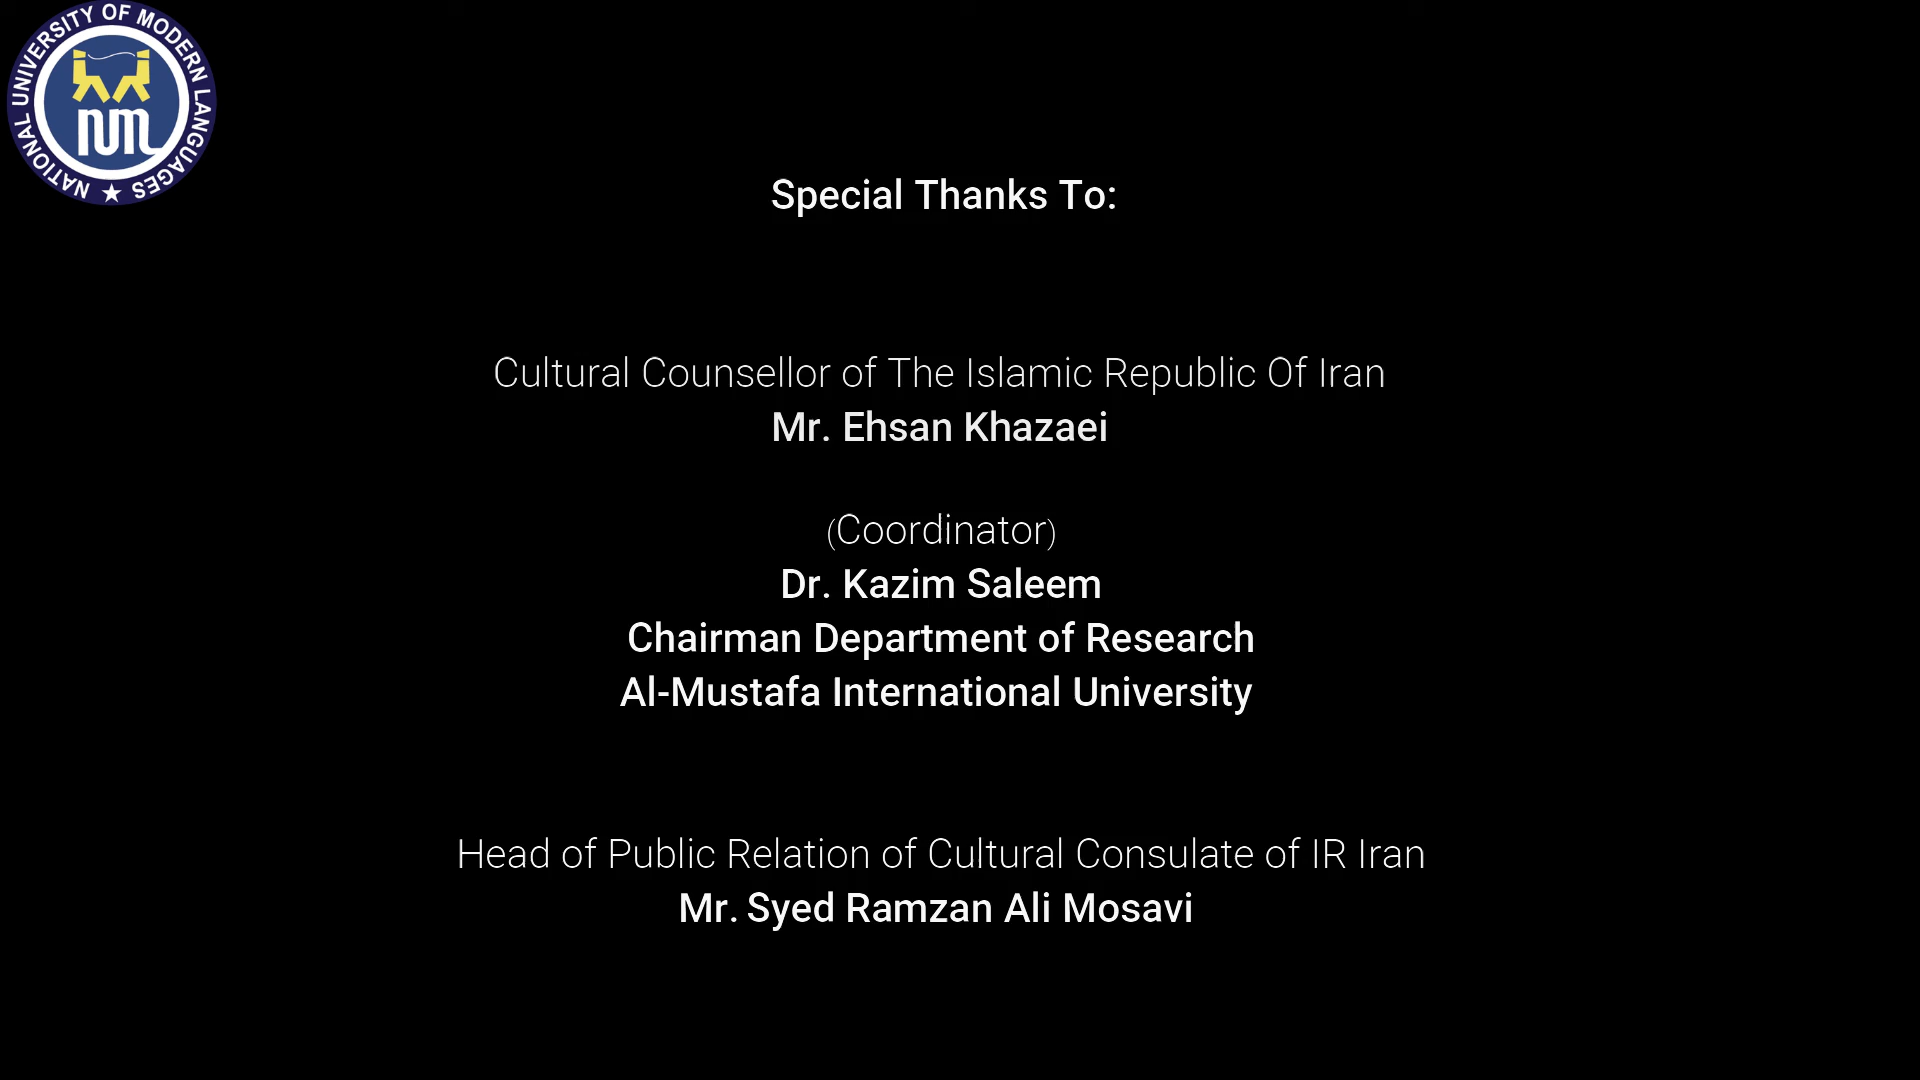 NATIONAL UNIVERSITY OF MODERN LANGUAGES
num
Special Thanks To:
Cultural Counsellor of The Islamic Republic Of Iran
Mr. Ehsan Khazaei
(Coordinator)
Dr. Kazim Saleem
Chairman Department of Research
Al-Mustafa International University
Head of Public Relation of Cultural Consulate of IR Iran
Mr. Syed Ramzan Ali Mosavi